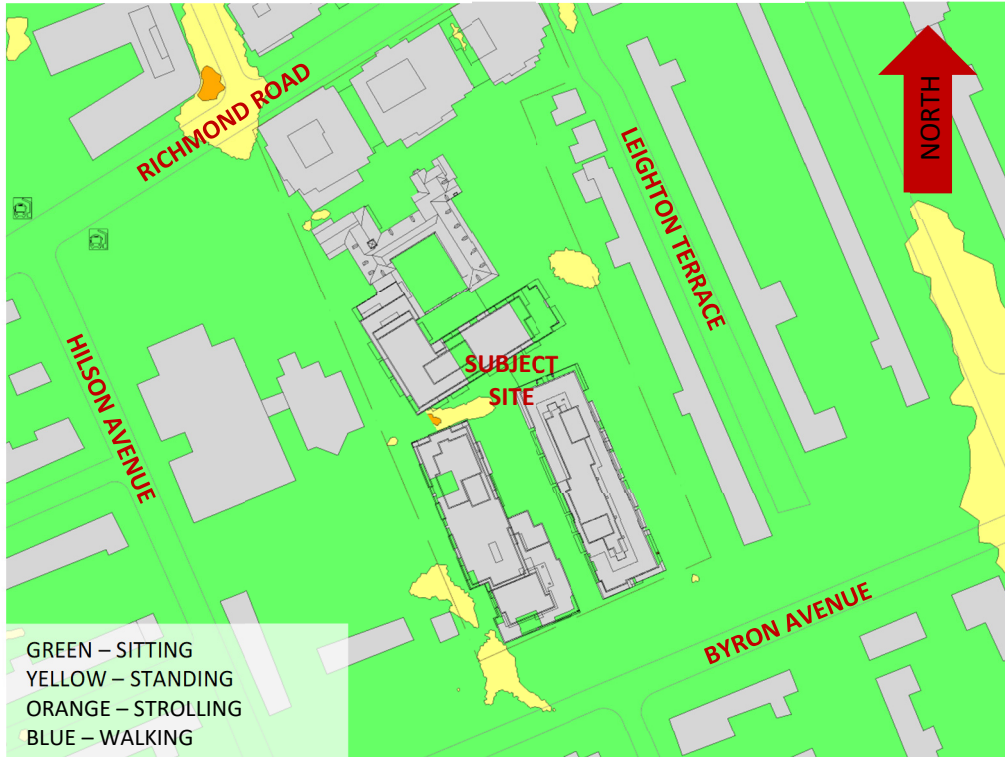 RICHMOND ROAD
NORTH
LEIGHTON TERRACE
HILSON AVENUE
SUBJECT
SITE
BYRON AVENUE
GREEN – SITTING
YELLOW – STANDING
ORANGE – STROLLING
BLUE – WALKING